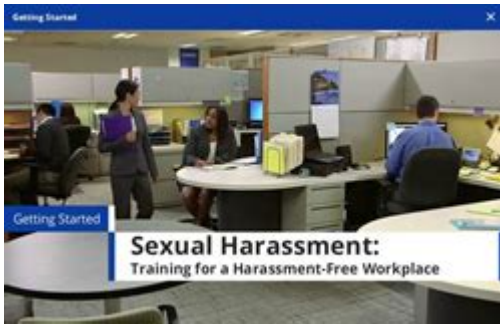 Getting Started
Getting Started
Sexual Harassment:
Training for a Harassment-Free Workplace